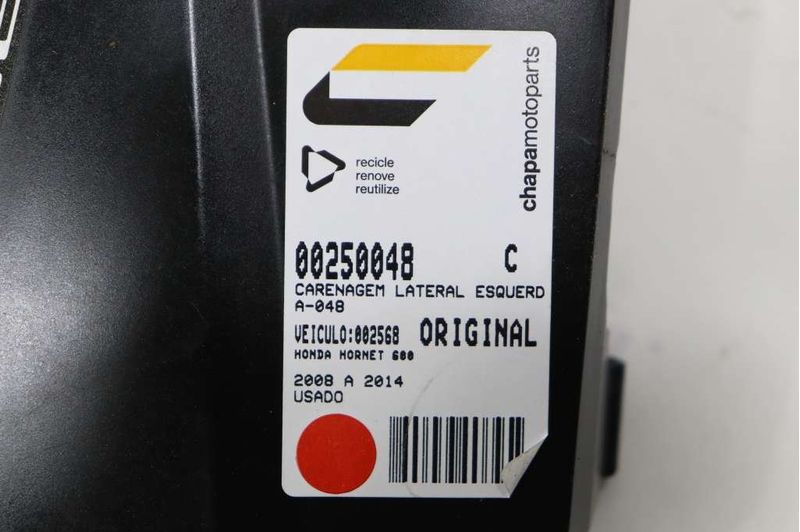 chapamotoparts
recicle
renove
reutilize
00250048 C
CARENAGEM LATERAL ESQUERD
A-048
VEICULO:002568 ORIGINAL
HONDA HORNET 600
2008 A 2014
USADO